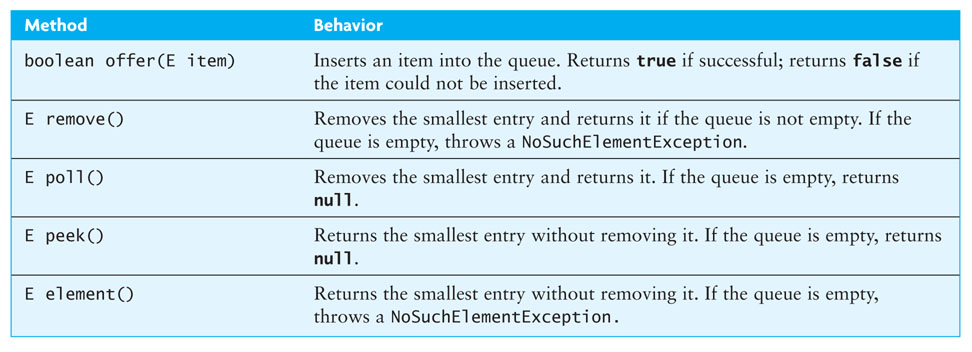 Method Behavior
boolean offer(E item) Inserts an item into the queue. Returns true if successful; returns false if
the item could not be inserted.
E remove() Removes the smallest entry and returns it if the queue is not empty. If the
queue is empty, throws a NoSuchElementException.
E poll() Removes the smallest entry and returns it. If the queue is empty, returns
null.
E peek() Returns the smallest entry without removing it. If the queue is empty, returns
null.
E element() Returns the smallest entry without removing it. If the queue is empty,
throws a NoSuchElementException.